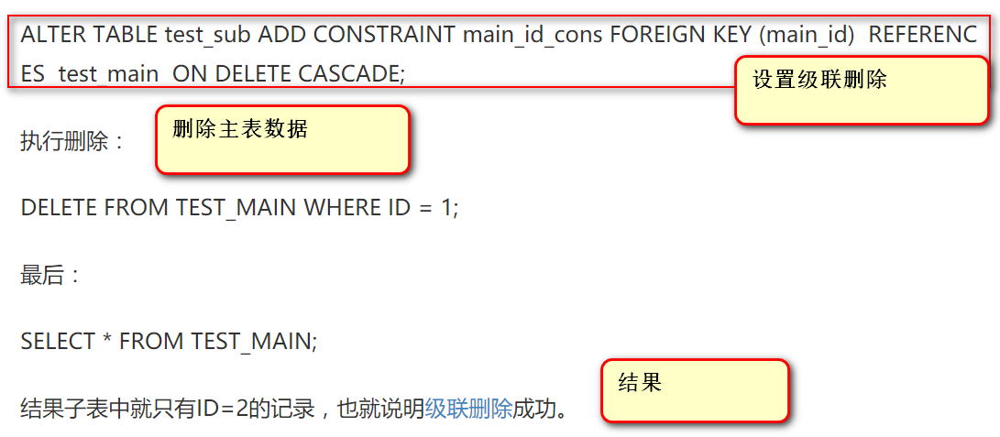 ALTER TABLE test_sub ADD CONSTRAINT main_id_cons FOREIGN KEY (main_id)  REFERENC
ES  test_main  ON DELETE CASCADE;
设置级联删除
删除主表数据
执行删除：
DELETE FROM TEST_MAIN WHERE ID = 1;
最后：
SELECT * FROM TEST_MAIN;
结果
结果子表中就只有ID=2的记录，也就说明级联删除成功。